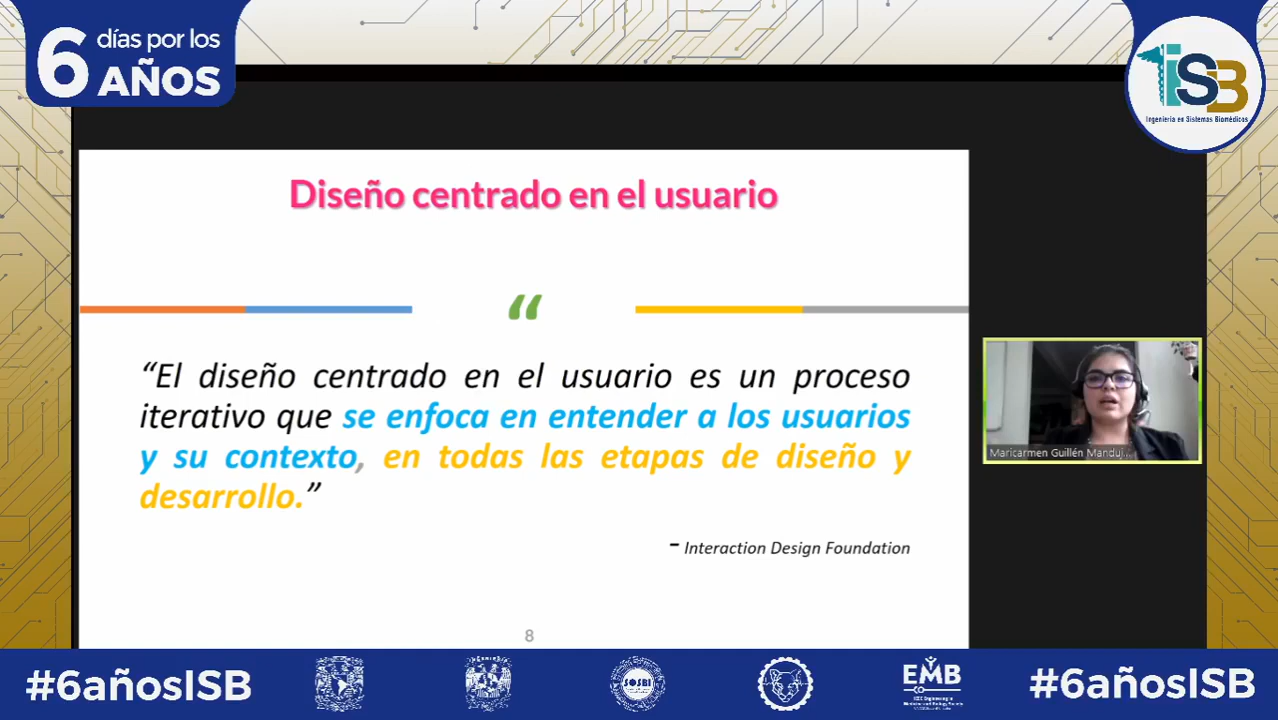 6 días por los
AÑOS
iSB
Ingeniería en Sistemas Biomédicos
Diseño centrado en el usuario
“
“El diseño centrado en el usuario es un proceso
iterativo que se enfoca en entender a los usuarios
y su contexto, en todas las etapas de diseño y
desarrollo.”
- Interaction Design Foundation
8
Maricarmen Guillén Manduj...
#6añosISB
SOSBI
EMB
#6añosISB